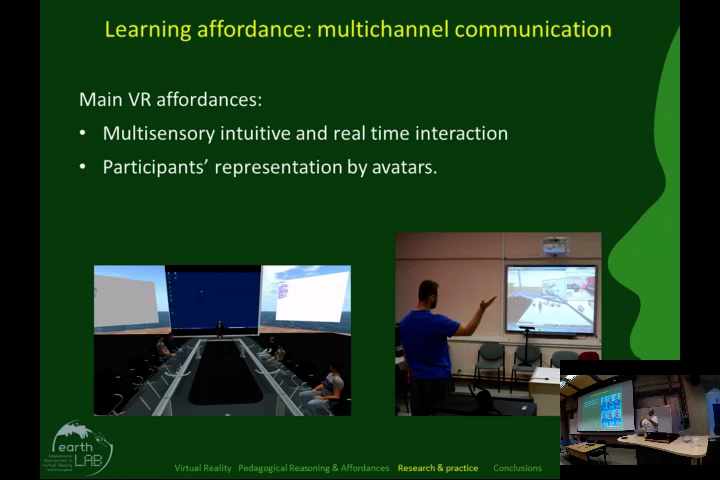 Learning affordance: multichannel communication
Main VR affordances:
• Multisensory intuitive and real time interaction
• Participants' representation by avatars.
earth
LAB
Virtual Reality Pedagogical Reasoning & Affordances Research & practice Conclusions